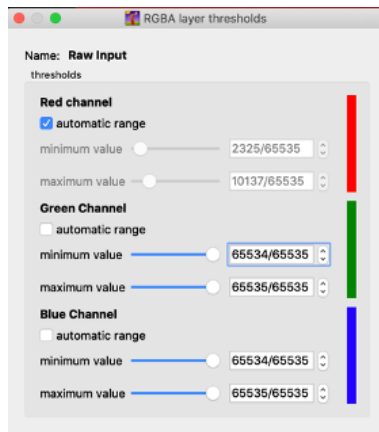 RGBA layer thresholds
Name: Raw Input
thresholds
Red channel
automatic range
minimum value 2325/65535
maximum value 10137/65535
Green Channel
automatic range
minimum value 65534/65535
maximum value 65535/65535
Blue Channel
automatic range
minimum value 65534/65535
maximum value 65535/65535